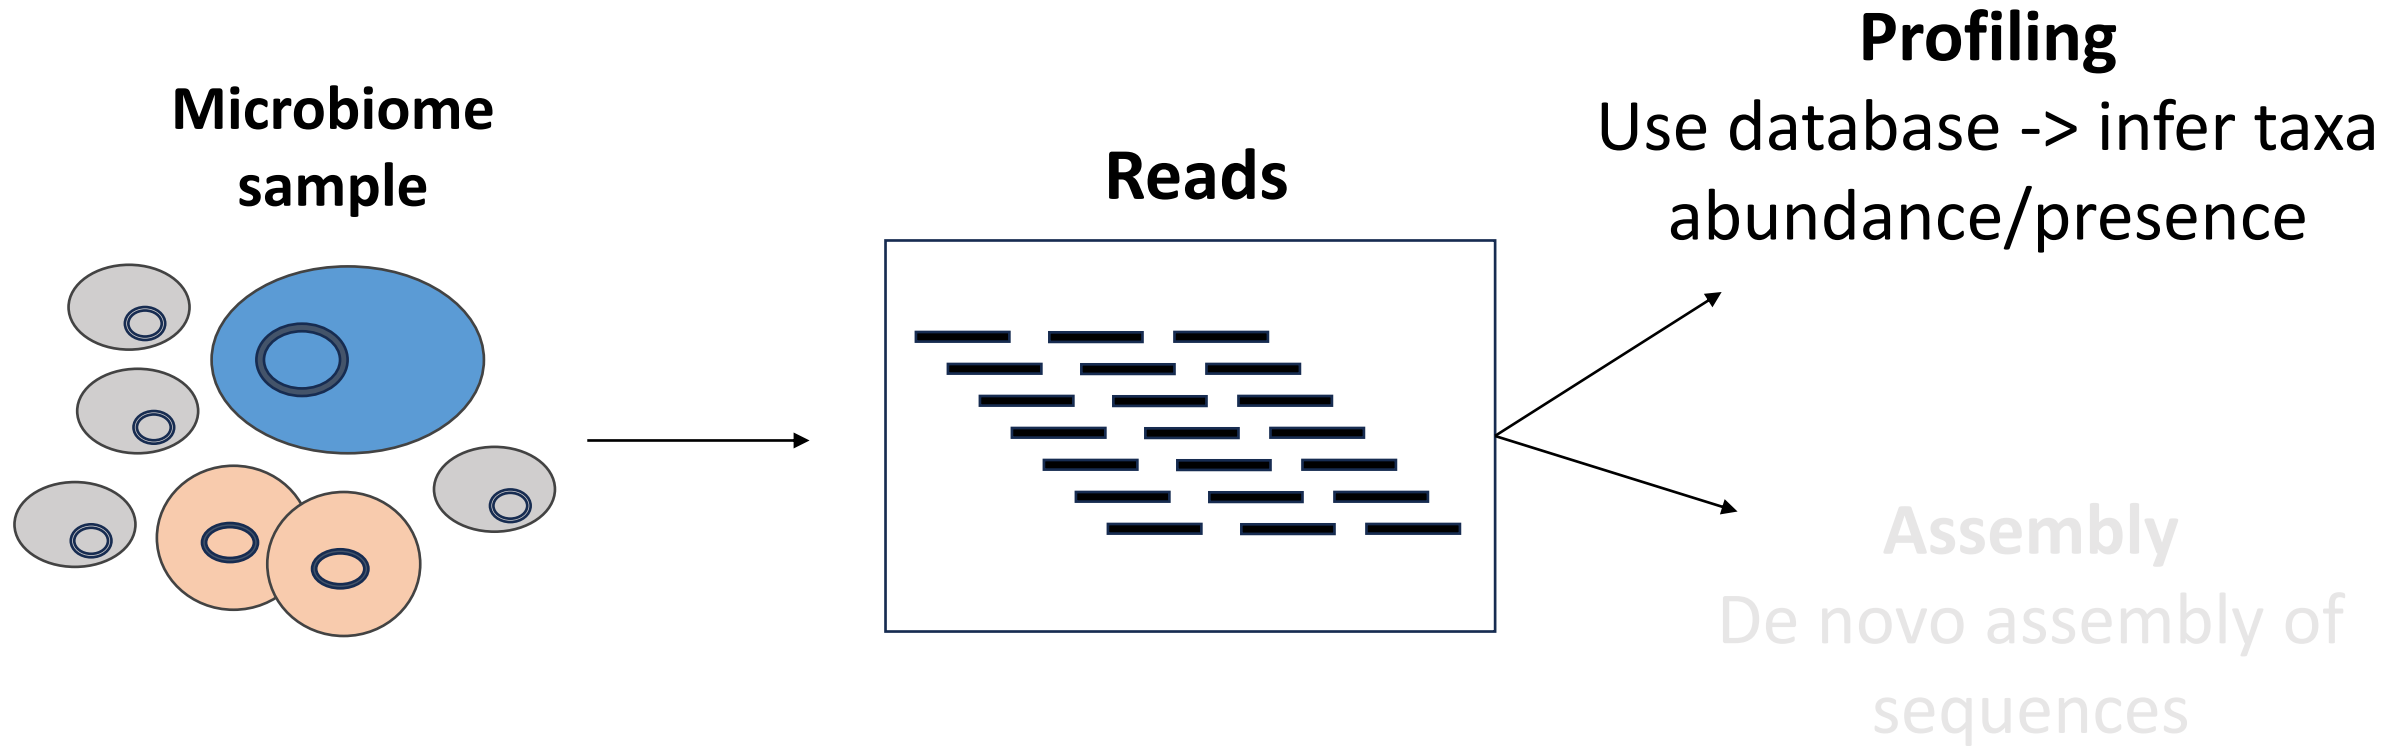 Microbiome
sample
Reads
Profiling
Use database -> infer taxa
abundance/presence
Assembly
De novo assembly of
sequences